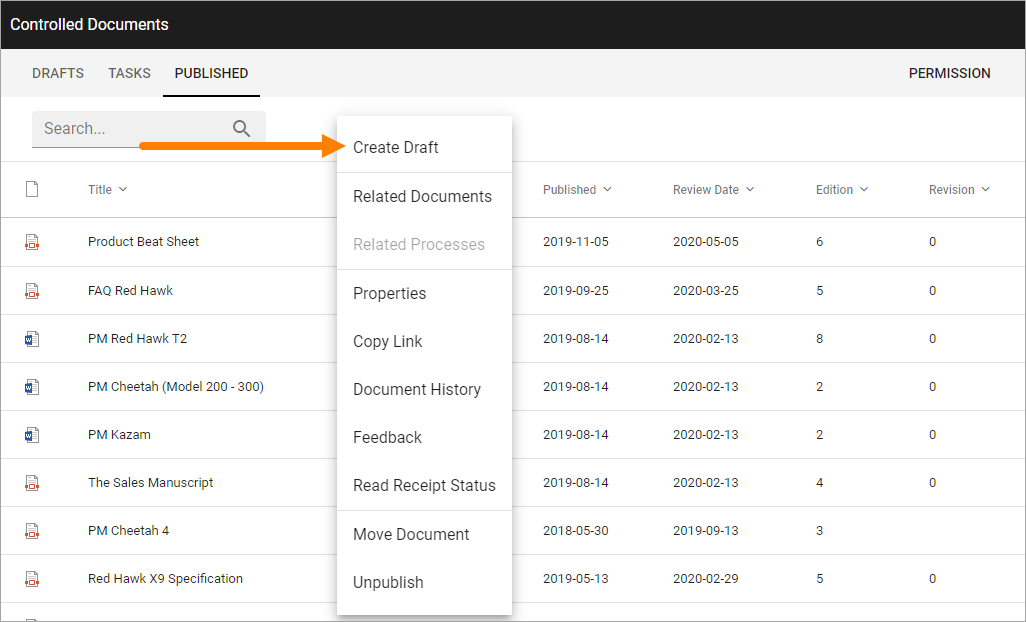 Controlled Documents
DRAFTS TASKS PUBLISHED PERMISSION
Search...
Create Draft
Related Documents
Related Processes
Properties
Copy Link
Document History
Feedback
Read Receipt Status
Move Document
Unpublish
Title Published Review Date Edition Revision
Product Beat Sheet 2019-11-05 2020-05-05 6 0
FAQ Red Hawk 2019-09-25 2020-03-25 5 0
PM Red Hawk T2 2019-08-14 2020-02-13 8 0
PM Cheetah (Model 200 - 300) 2019-08-14 2020-02-13 2 0
PM Kazam 2019-08-14 2020-02-13 2 0
The Sales Manuscript 2019-08-14 2020-02-13 4 0
PM Cheetah 4 2018-05-30 2019-09-13 3
Red Hawk X9 Specification 2019-05-13 2020-02-29 5 0